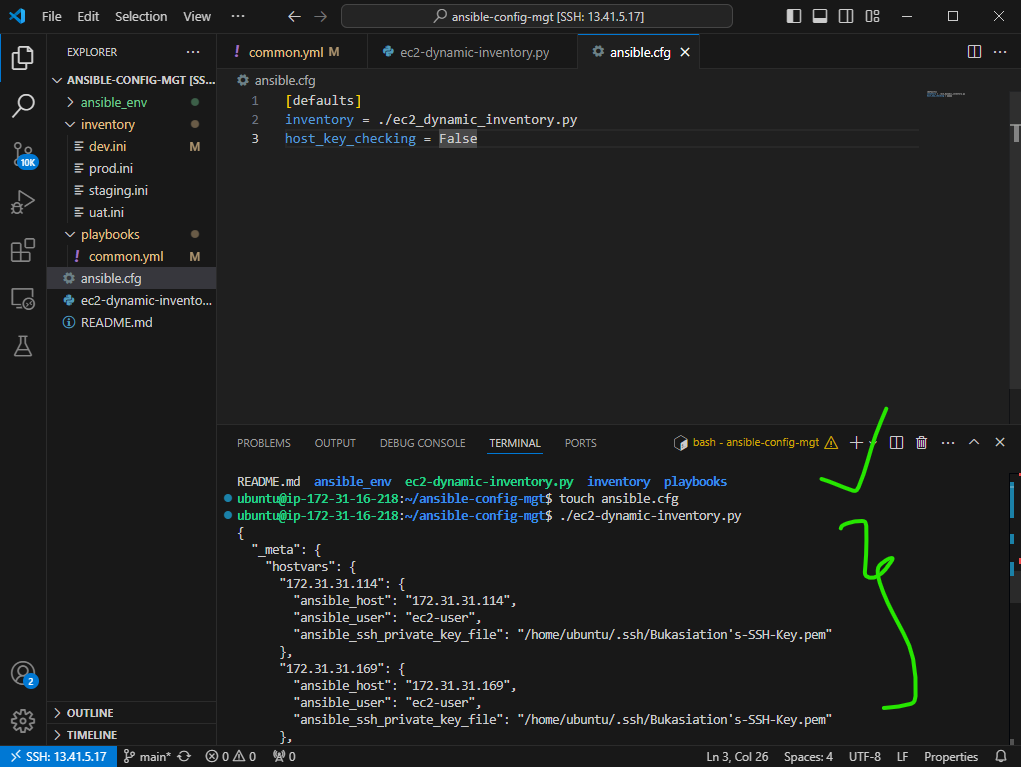 File Edit Selection View ··· ansible-config-mgt [SSH: 13.41.5.17]
EXPLORER ···
ANSIBLE-CONFIG-MGT [SS...
ansible_env
inventory
dev.ini M
prod.ini
staging.ini
uat.ini
playbooks
! common.yml M
ansible.cfg
ec2-dynamic-invento...
README.md
OUTLINE
TIMELINE
10K
2
! common.yml M ec2-dynamic-inventory.py ansible.cfg ···
ansible.cfg
1 [defaults]
2 inventory = ./ec2_dynamic_inventory.py
3 host_key_checking = False
PROBLEMS OUTPUT DEBUG CONSOLE TERMINAL PORTS bash - ansible-config-mgt ···
README.md ansible_env ec2-dynamic-inventory.py inventory playbooks
ubuntu@ip-172-31-16-218:~/ansible-config-mgt$ touch ansible.cfg
ubuntu@ip-172-31-16-218:~/ansible-config-mgt$ ./ec2-dynamic-inventory.py
{
"_meta": {
"hostvars": {
"172.31.31.114": {
"ansible_host": "172.31.31.114",
"ansible_user": "ec2-user",
"ansible_ssh_private_key_file": "/home/ubuntu/.ssh/Bukasiation's-SSH-Key.pem"
},
"172.31.31.169": {
"ansible_host": "172.31.31.169",
"ansible_user": "ec2-user",
"ansible_ssh_private_key_file": "/home/ubuntu/.ssh/Bukasiation's-SSH-Key.pem"
},
SSH: 13.41.5.17 main* 0 0 0 Ln 3, Col 26 Spaces: 4 UTF-8 LF Properties